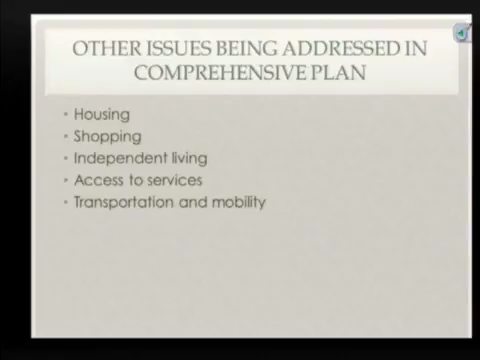 OTHER ISSUES BEING ADDRESSED IN
COMPREHENSIVE PLAN
• Housing
• Shopping
• Independent living
• Access to services
• Transportation and mobility